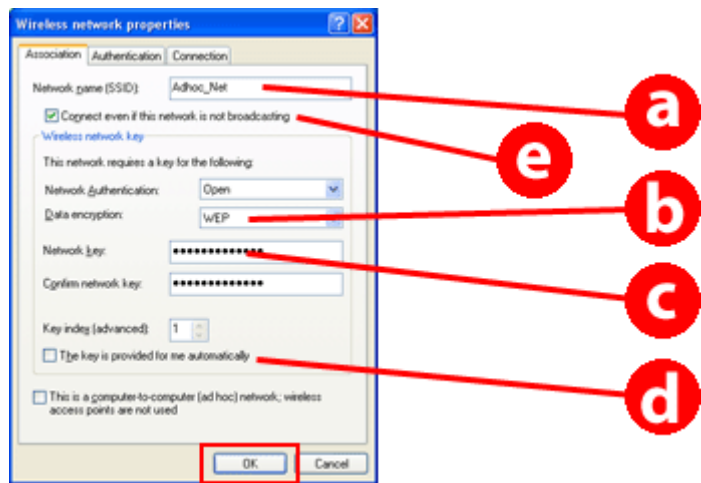 Wireless network properties
Association Authentication Connection
Network name (SSID): Adhoc_Net
a
Connect even if this network is not broadcasting
e
Wireless network key
This network requires a key for the following:
Network Authentication: Open
Data encryption: WEP
b
Network key: •••••••••••••
c
Confirm network key: •••••••••••••
Key index (advanced): 1
The key is provided for me automatically
d
This is a computer-to-computer (ad hoc) network; wireless
access points are not used
OK Cancel